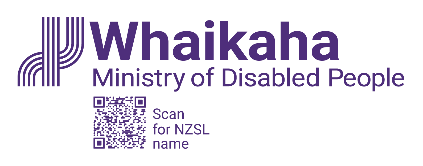 Whaikaha
Ministry of Disabled People
Scan
for NZSL
name